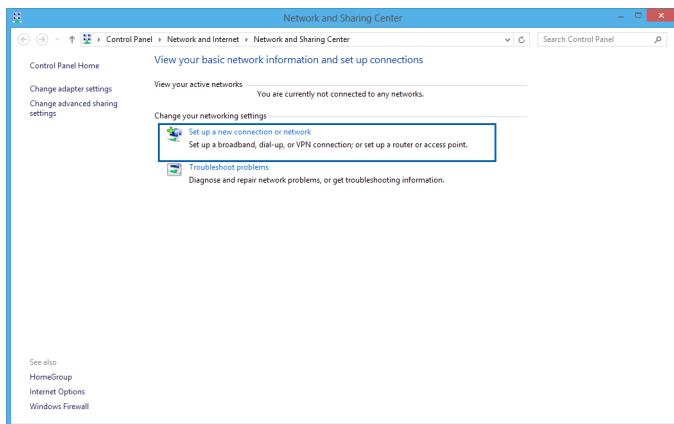 Network and Sharing Center
Control Panel Network and Internet Network and Sharing Center
Search Control Panel
Control Panel Home
Change adapter settings
Change advanced sharing
settings
View your basic network information and set up connections
View your active networks
You are currently not connected to any networks.
Change your networking settings
Set up a new connection or network
Set up a broadband, dial-up, or VPN connection; or set up a router or access point.
Troubleshoot problems
Diagnose and repair network problems, or get troubleshooting information.
See also
HomeGroup
Internet Options
Windows Firewall